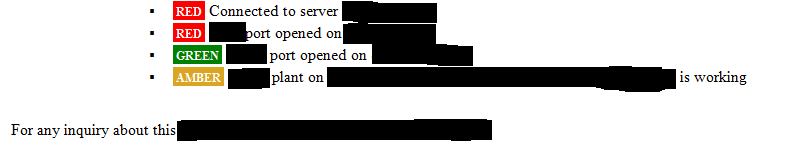 ▪ RED Connected to server
▪ RED port opened on
▪ GREEN port opened on
▪ AMBER plant on is working
For any inquiry about this